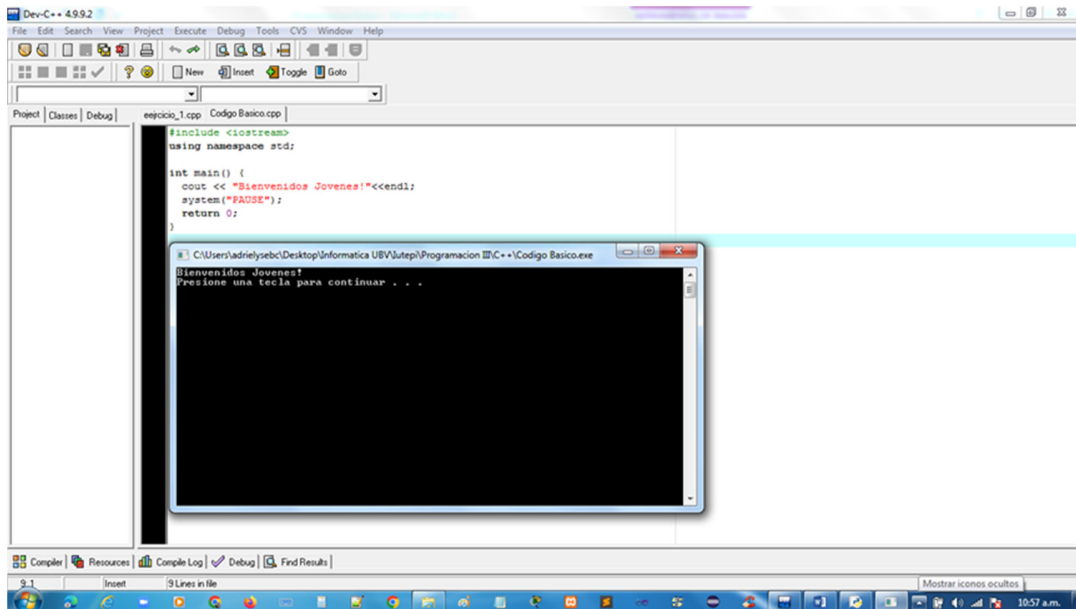 Dev-C++ 4.9.9.2
File Edit Search View Project Execute Debug Tools CVS Window Help
New Insert Toggle Goto
Project Classes Debug eejrcicio_1.cpp Codigo Basico.cpp
#include <iostream>
using namespace std;
int main() {
cout << "Bienvenidos Jovenes!"<<endl;
system("PAUSE");
return 0;
}
C:\Users\adrielysebc\Desktop\Informatica UBV\Iutepi\Programacion III\C++\Codigo Basico.exe
Bienvenidos Jovenes!
Presione una tecla para continuar . . .
Compiler Resources Compile Log Debug Find Results
9.1 Insert 9 Lines in file
Mostrar iconos ocultos
10:57 a.m.